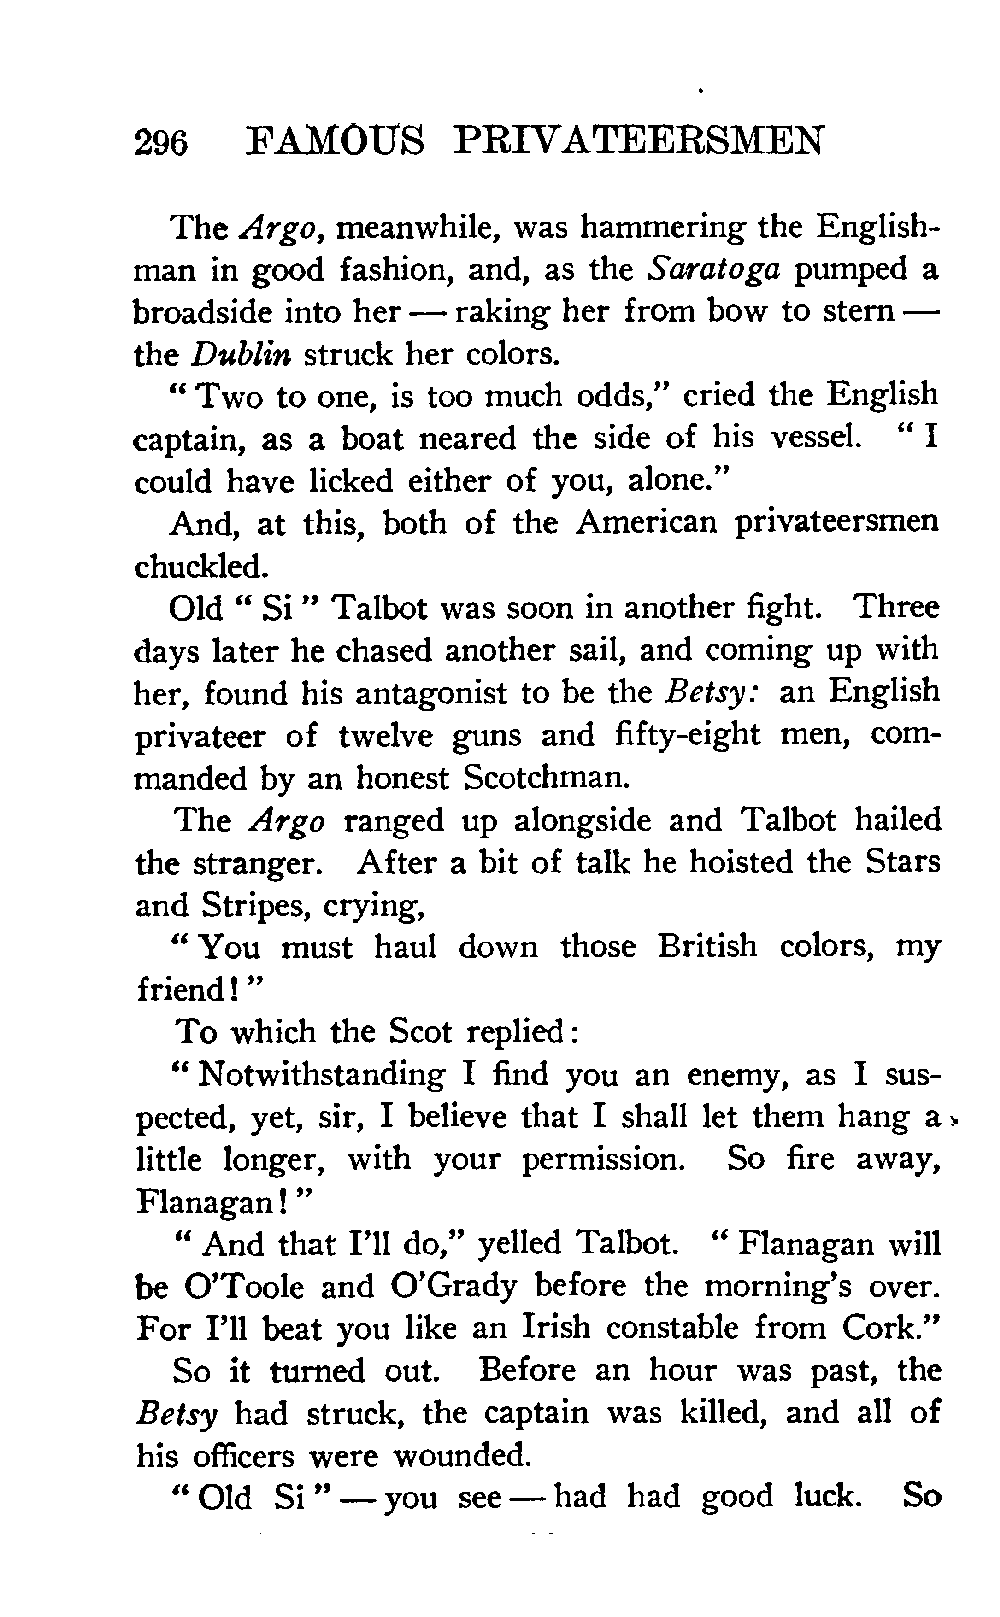 296 FAMOUS PRIVATEERSMEN
The Argo, meanwhile, was hammering the English-
man in good fashion, and, as the Saratoga pumped a
broadside into her — raking her from bow to stern —
the Dublin struck her colors.
" Two to one, is too much odds," cried the English
captain, as a boat neared the side of his vessel. " I
could have licked either of you, alone."
And, at this, both of the American privateersmen
chuckled.
Old " Si " Talbot was soon in another fight. Three
days later he chased another sail, and coming up with
her, found his antagonist to be the Betsy: an English
privateer of twelve guns and fifty-eight men, com-
manded by an honest Scotchman.
The Argo ranged up alongside and Talbot hailed
the stranger. After a bit of talk he hoisted the Stars
and Stripes, crying,
" You must haul down those British colors, my
friend! "
To which the Scot replied:
" Notwithstanding I find you an enemy, as I sus-
pected, yet, sir, I believe that I shall let them hang a
little longer, with your permission. So fire away,
Flanagan! "
" And that I'll do," yelled Talbot. " Flanagan will
be O'Toole and O'Grady before the morning's over.
For I'll beat you like an Irish constable from Cork."
So it turned out. Before an hour was past, the
Betsy had struck, the captain was killed, and all of
his officers were wounded.
" Old Si " — you see — had had good luck. So